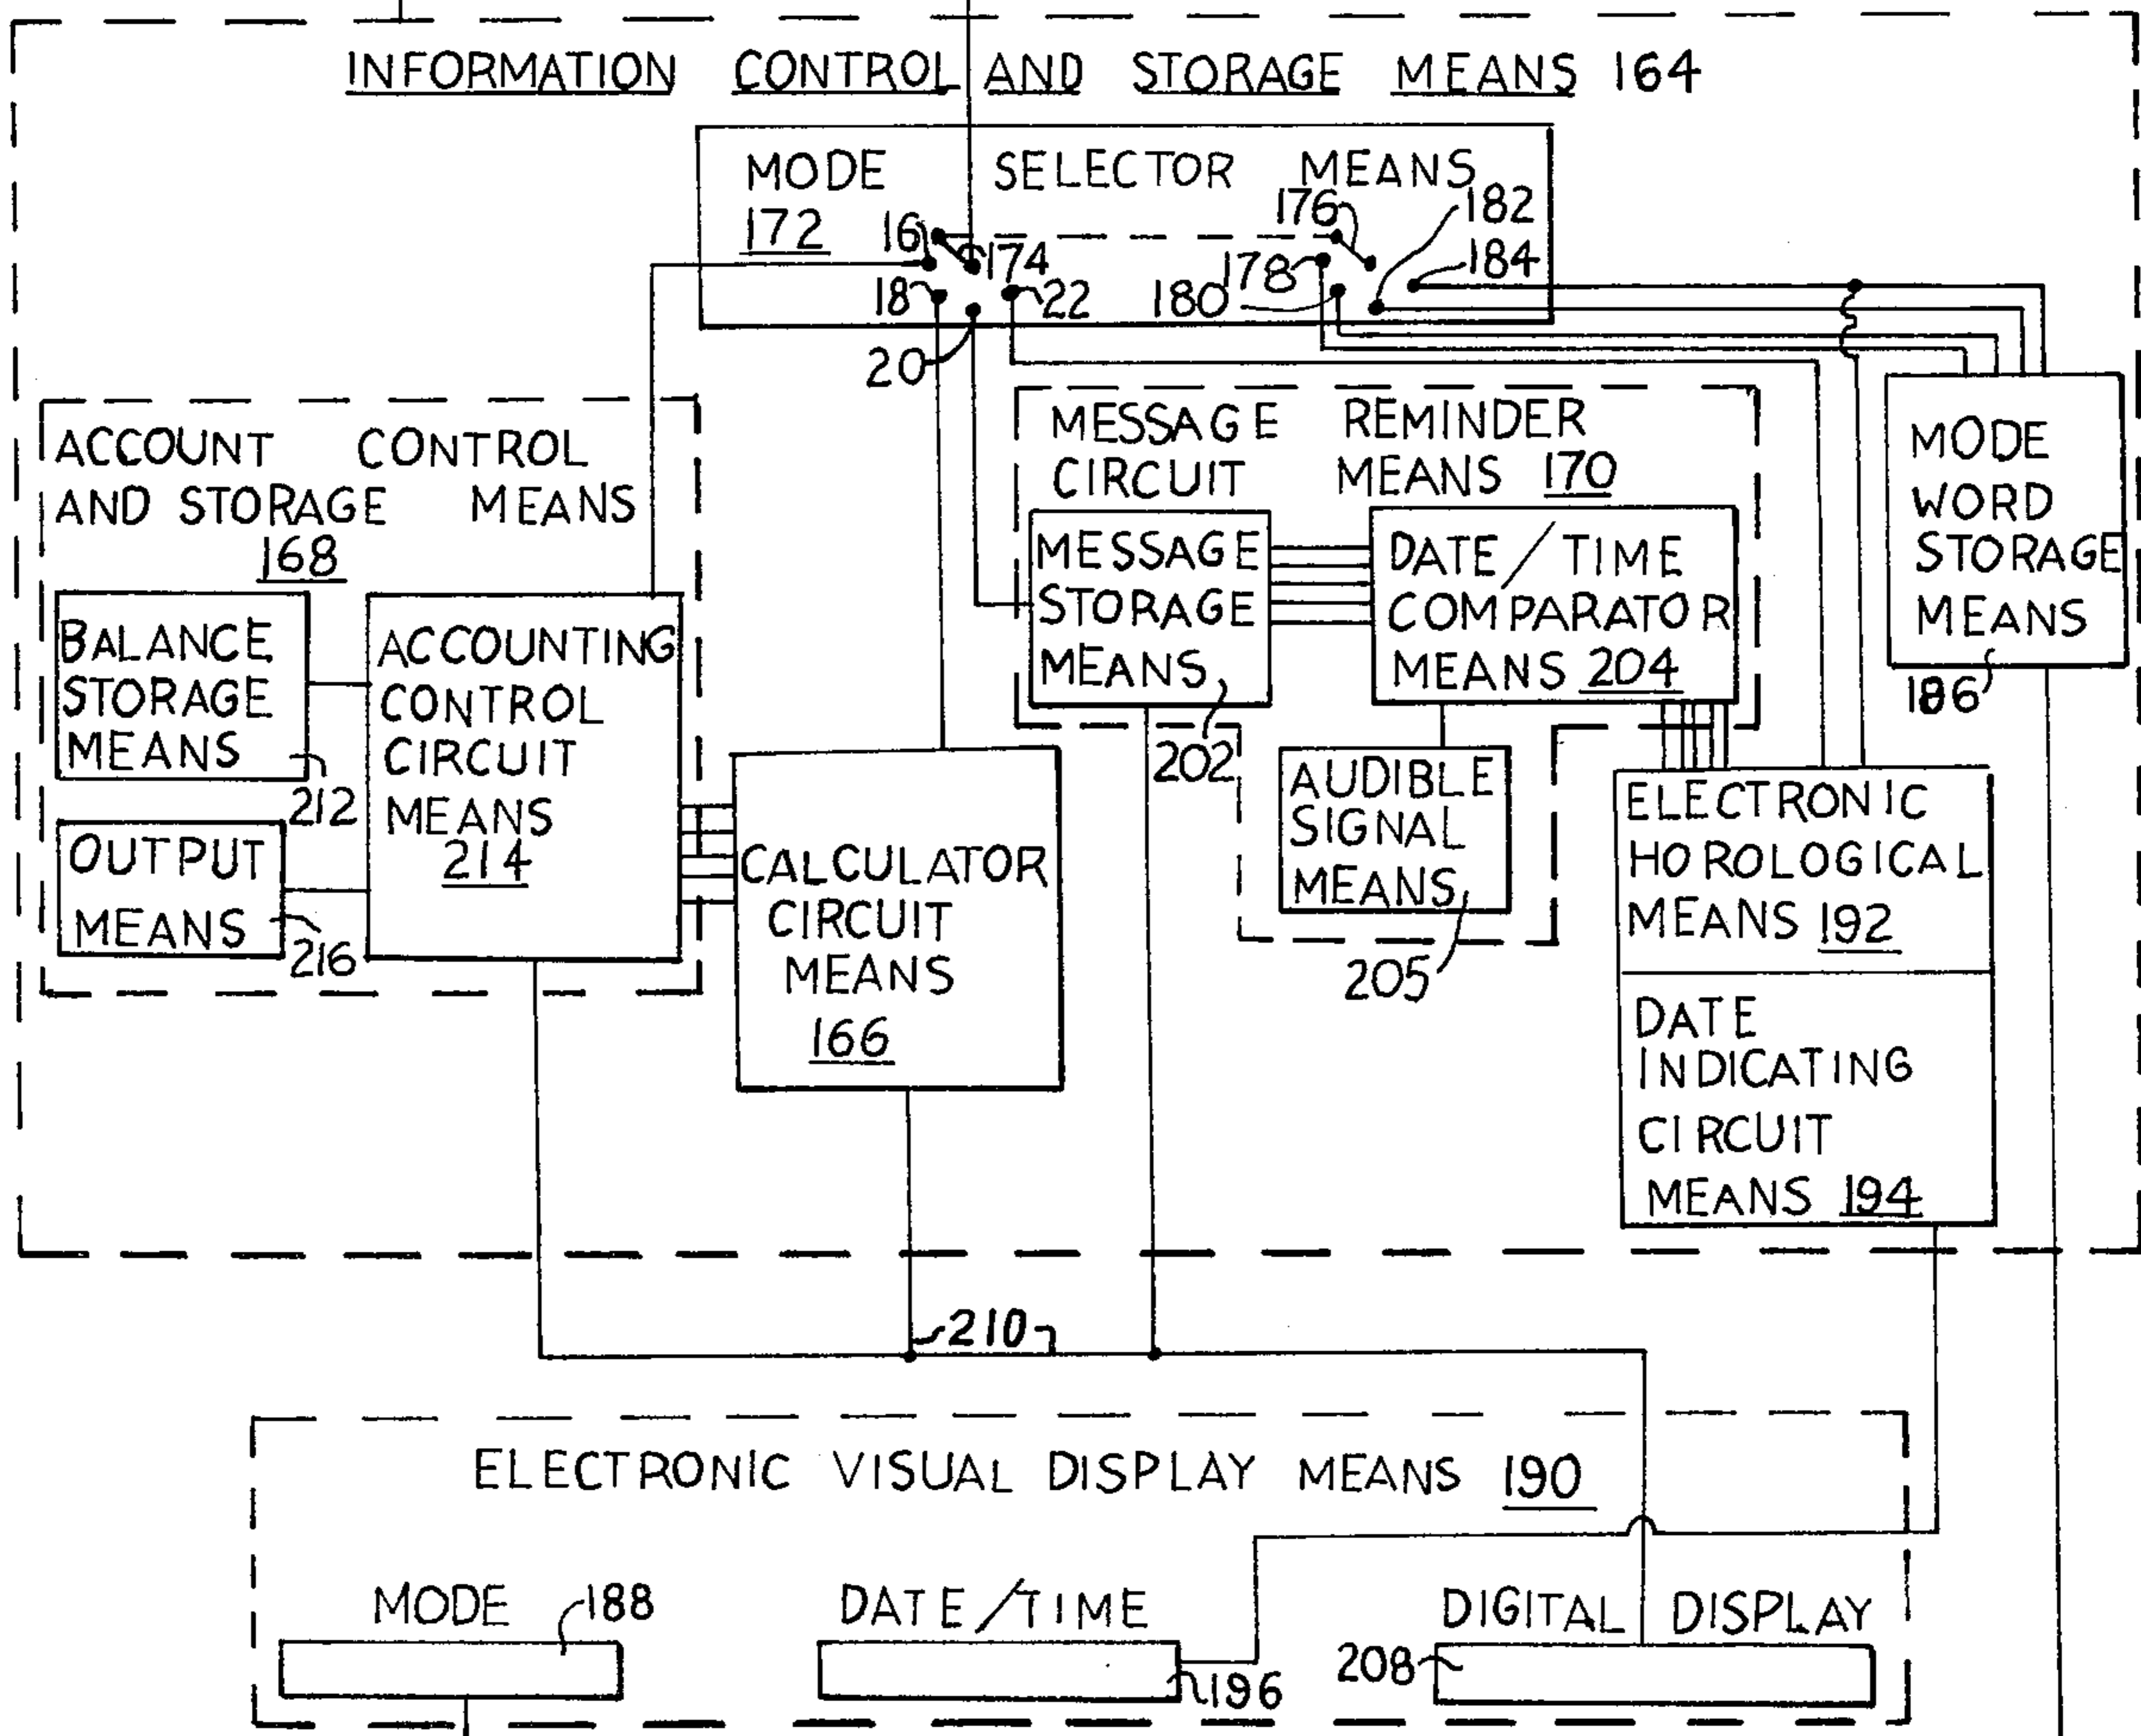 INFORMATION CONTROL AND STORAGE MEANS 164
MODE SELECTOR MEANS
172
16
174
18
22
20
176
182
178
184
180
ACCOUNT CONTROL
AND STORAGE MEANS
168
BALANCE
STORAGE
MEANS
212
OUTPUT
MEANS
216
ACCOUNTING
CONTROL
CIRCUIT
MEANS
214
CALCULATOR
CIRCUIT
MEANS
166
MESSAGE REMINDER
CIRCUIT MEANS 170
MESSAGE
STORAGE
MEANS
202
DATE/TIME
COMPARATOR
MEANS 204
AUDIBLE
SIGNAL
MEANS
205
MODE
WORD
STORAGE
MEANS
186
ELECTRONIC
HOROLOGICAL
MEANS 192
DATE
INDICATING
CIRCUIT
MEANS 194
210
ELECTRONIC VISUAL DISPLAY MEANS 190
MODE
188
DATE/TIME
196
DIGITAL DISPLAY
208